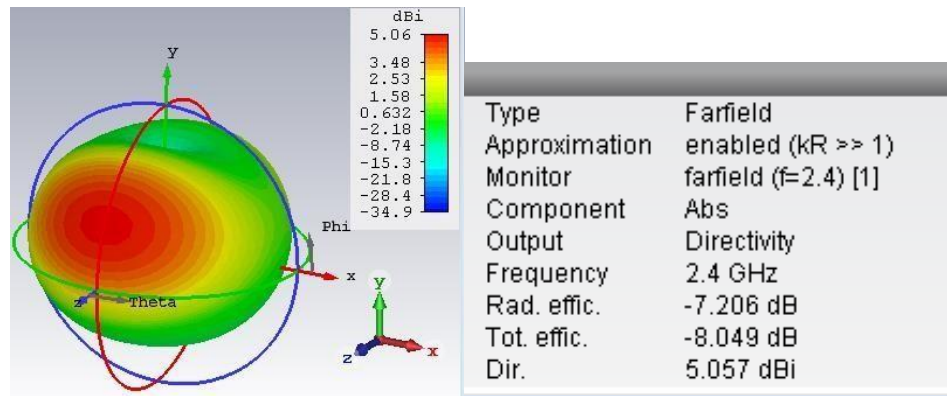 dBi
5.06
3.48
2.53
1.58
0.632
-2.18
-8.74
-15.3
-21.8
-28.4
-34.9
y
Phi
x
z
Theta
y
z
x
Type Farfield
Approximation enabled (kR >> 1)
Monitor farfield (f=2.4) [1]
Component Abs
Output Directivity
Frequency 2.4 GHz
Rad. effic. -7.206 dB
Tot. effic. -8.049 dB
Dir. 5.057 dBi